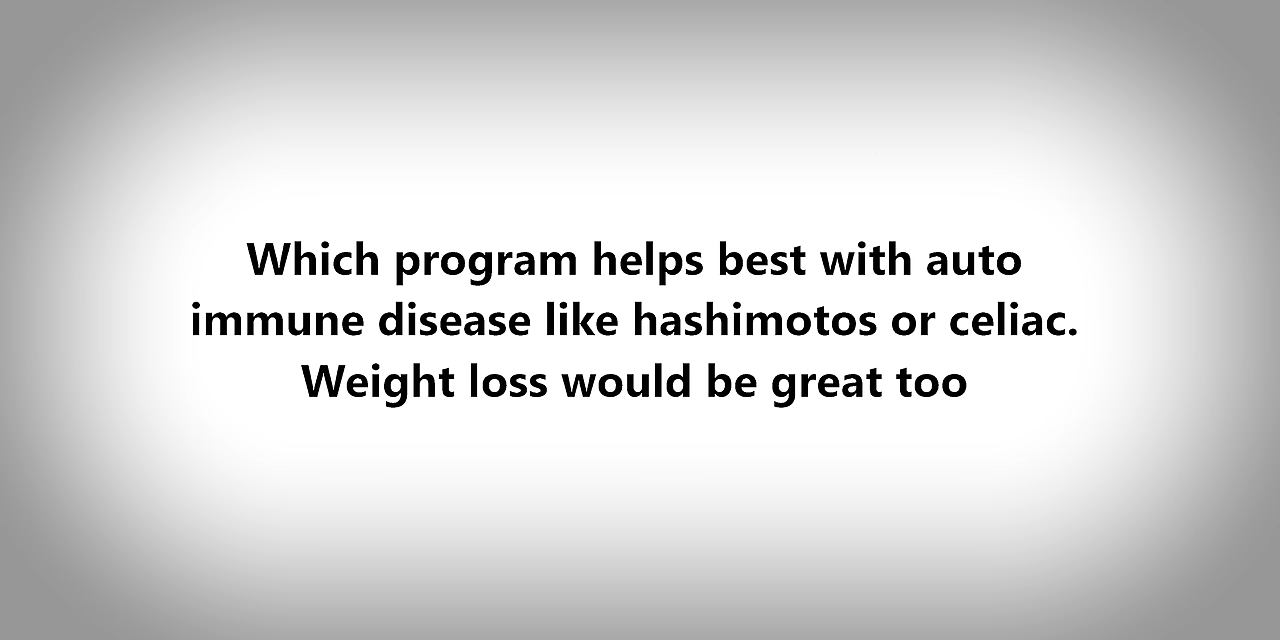 Which program helps best with auto
immune disease like hashimotos or celiac.
Weight loss would be great too